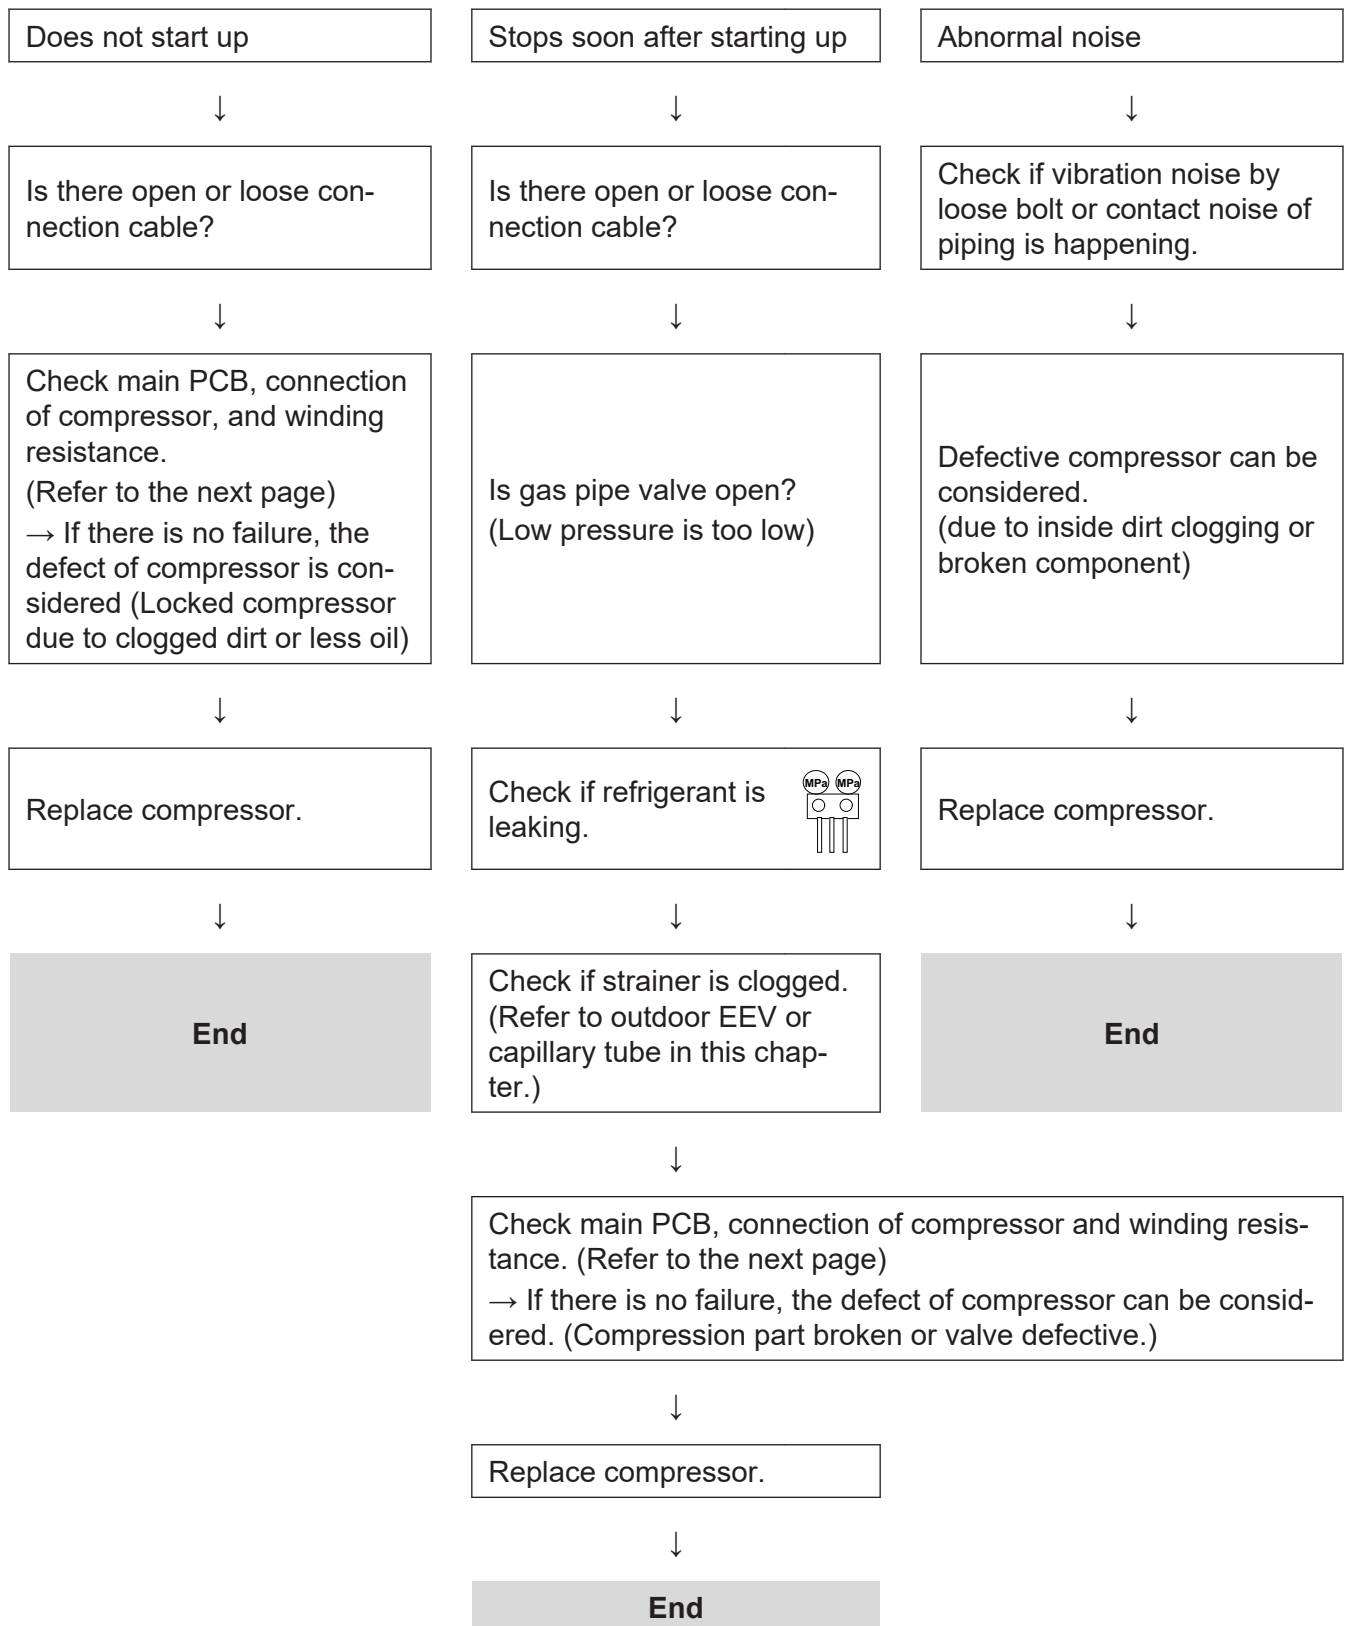 Does not start up
Stops soon after starting up
Abnormal noise
↓
↓
↓
Is there open or loose con-
nection cable?
Is there open or loose con-
nection cable?
Check if vibration noise by
loose bolt or contact noise of
piping is happening.
↓
↓
↓
Check main PCB, connection
of compressor, and winding
resistance.
(Refer to the next page)
→ If there is no failure, the
defect of compressor is con-
sidered (Locked compressor
due to clogged dirt or less oil)
Is gas pipe valve open?
(Low pressure is too low)
Defective compressor can be
considered.
(due to inside dirt clogging or
broken component)
↓
↓
↓
Replace compressor.
Check if refrigerant is
leaking.
MPa MPa
Replace compressor.
↓
↓
↓
End
Check if strainer is clogged.
(Refer to outdoor EEV or
capillary tube in this chap-
ter.)
End
↓
Check main PCB, connection of compressor and winding resis-
tance. (Refer to the next page)
→ If there is no failure, the defect of compressor can be consid-
ered. (Compression part broken or valve defective.)
↓
Replace compressor.
↓
End